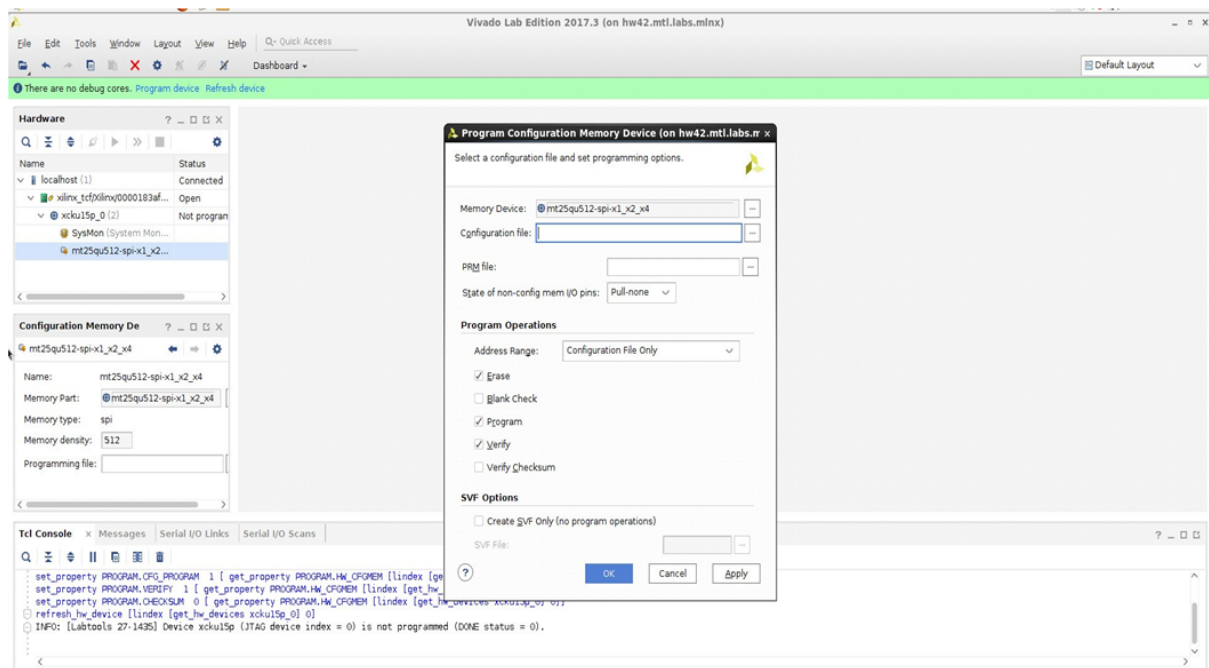 Vivado Lab Edition 2017.3 (on hw42.mtl.labs.mlnx)
File Edit Tools Window Layout View Help Q- Quick Access
Dashboard
Default Layout
There are no debug cores. Program device Refresh device
Hardware
Name Status
localhost (1) Connected
xilinx_tcf/Xilinx/0000183af... Open
xcku15p_0 (2) Not program
SysMon (System Mon...
mt25qu512-spi-x1_x2...
Configuration Memory De
mt25qu512-spi-x1_x2_x4
Name: mt25qu512-spi-x1_x2_x4
Memory Part: mt25qu512-spi-x1_x2_x4
Memory type: spi
Memory density: 512
Programming file:
Program Configuration Memory Device (on hw42.mtl.labs.m
Select a configuration file and set programming options.
Memory Device: mt25qu512-spi-x1_x2_x4
Configuration file:
PRM file:
State of non-config mem I/O pins: Pull-none
Program Operations
Address Range: Configuration File Only
Erase
Blank Check
Program
Verify
Verify Checksum
SVF Options
Create SVF Only (no program operations)
SVF File:
OK Cancel Apply
Tcl Console Messages Serial I/O Links Serial I/O Scans
set_property PROGRAM.CFG_PROGRAM 1 [ get_property PROGRAM.HW_CFGMEM [lindex [ge
set_property PROGRAM.VERIFY 1 [ get_property PROGRAM.HW_CFGMEM [lindex [get_hw_
set_property PROGRAM.CHECKSUM 0 [ get_property PROGRAM.HW_CFGMEM [lindex [get_hw_devices xcku15p_0] 0]]
refresh_hw_device [lindex [get_hw_devices xcku15p_0] 0]
INFO: [Labtools 27-1435] Device xcku15p (JTAG device index = 0) is not programmed (DONE status = 0).